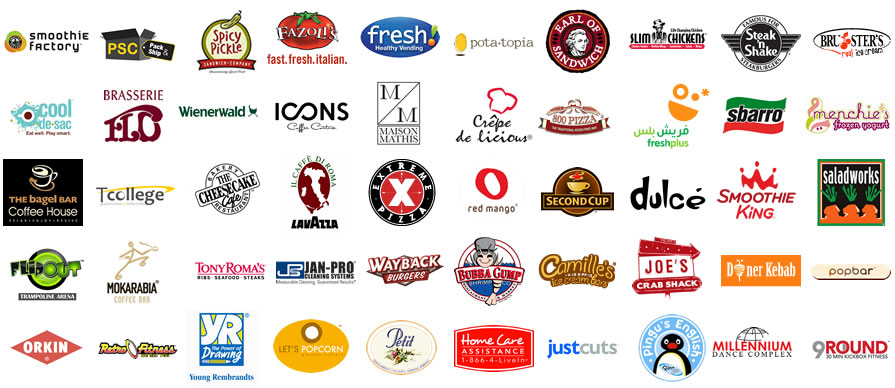 smoothie
factory
PSC
Pack &
Ship
Spicy
Pickle
SANDWICH COMPANY
FAZOLI'S
fast.fresh.italian.
fresh!
Healthy Vending
pota·topia
EARL OF
SANDWICH
Life Changing Chicken
SLIM
CHICKENS
FAMOUS FOR
Steak
'n
Shake
STEAKBURGERS
BRUSTER'S
real ice cream
cool
de·sac
Eat well. Play smart.
BRASSERIE
FLO
Wienerwald
ICONS
Coffee Couture
M
M
MAISON
MATHIS
Crêpe
de licious
800 PIZZA
فريش بلس
freshplus
sbarro
menchie's
frozen yogurt
THE bagel BAR
Coffee House
RELAX · ENJOY · REVIVE
Tcollege
BAKERY
THE
CHEESECAKE
Cafe
RESTAURANT
IL CAFFÈ DI ROMA
LAVAZZA
EXTREME
X
PIZZA
red mango
SECOND CUP
dulcé
SMOOTHIE
KING
saladworks
FLIPOUT
TRAMPOLINE ARENA
MOKARABIA
COFFEE BAR
TONY ROMA'S
RIBS SEAFOOD STEAKS
JAN-PRO
CLEANING SYSTEMS
Measurable Cleaning. Guaranteed Results
WAYBACK
BURGERS
BUBBA GUMP
SHRIMP CO
Camille's
ice cream bars
JOE'S
CRAB SHACK
Döner Kebab
popbar
ORKIN
Retro Fitness
YR
The Power of
Drawing
Young Rembrandts
LET'S POPCORN
Petit
Home Care
ASSISTANCE
1-866-4-LiveIn
justcuts
Pingu's English
MILLENNIUM
DANCE COMPLEX
9ROUND
30 MIN KICKBOX FITNESS